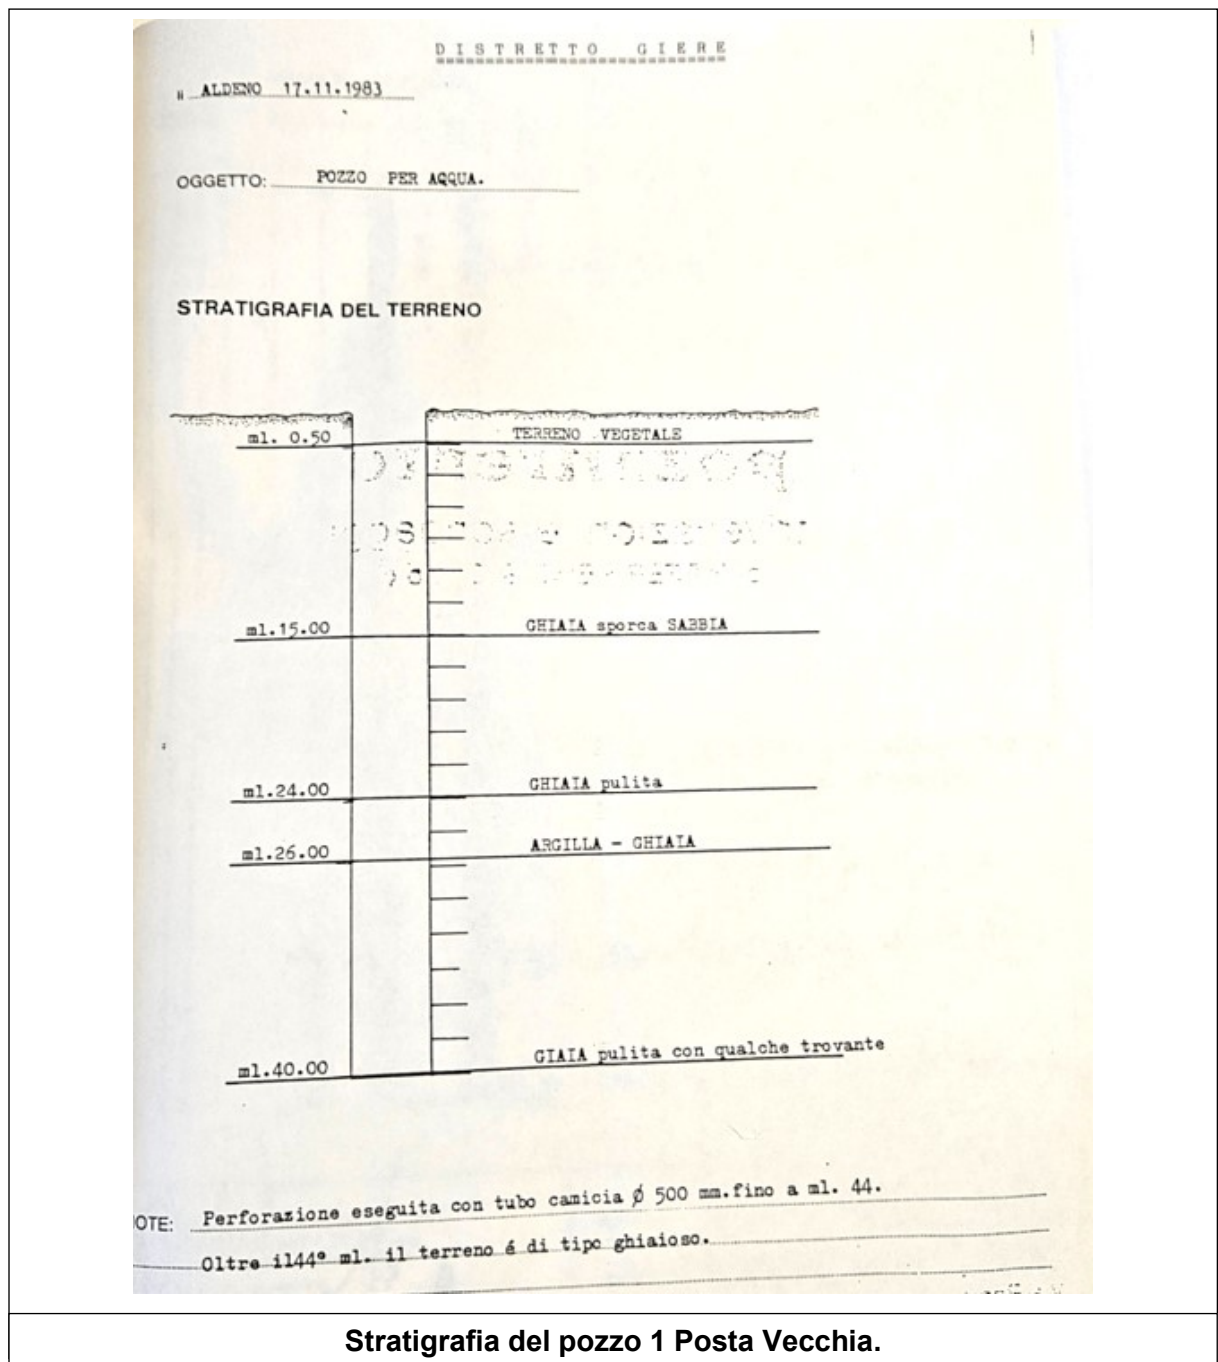 DISTRETTO GIERE
ALDENO 17.11.1983
OGGETTO: POZZO PER AQQUA.
STRATIGRAFIA DEL TERRENO
ml. 0.50 TERRENO VEGETALE
ml.15.00 GHIAIA sporca SABBIA
ml.24.00 GHIAIA pulita
ml.26.00 ARGILLA - GHIAIA
ml.40.00 GIAIA pulita con qualche trovante
OTE: Perforazione eseguita con tubo camicia ø 500 mm.fino a ml. 44.
Oltre il44° ml. il terreno é di tipo ghiaioso.
Stratigrafia del pozzo 1 Posta Vecchia.